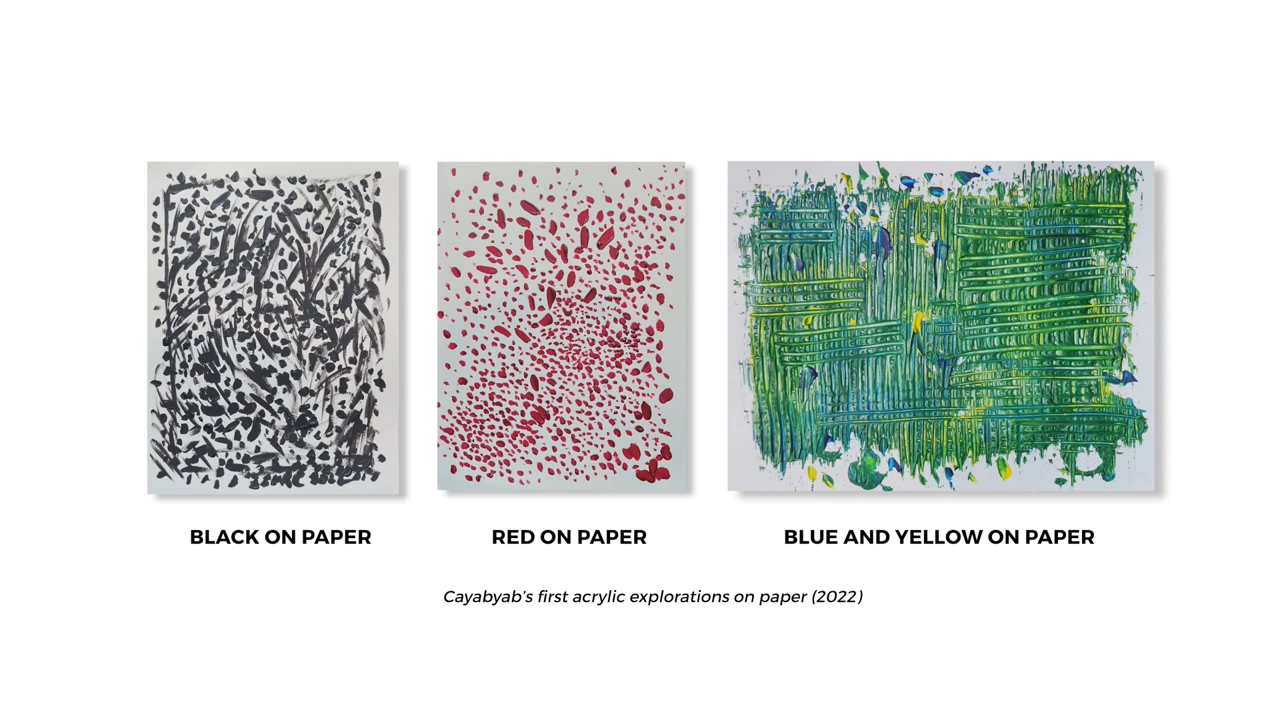 BLACK ON PAPER
RED ON PAPER
BLUE AND YELLOW ON PAPER
Cayabyab's first acrylic explorations on paper (2022)